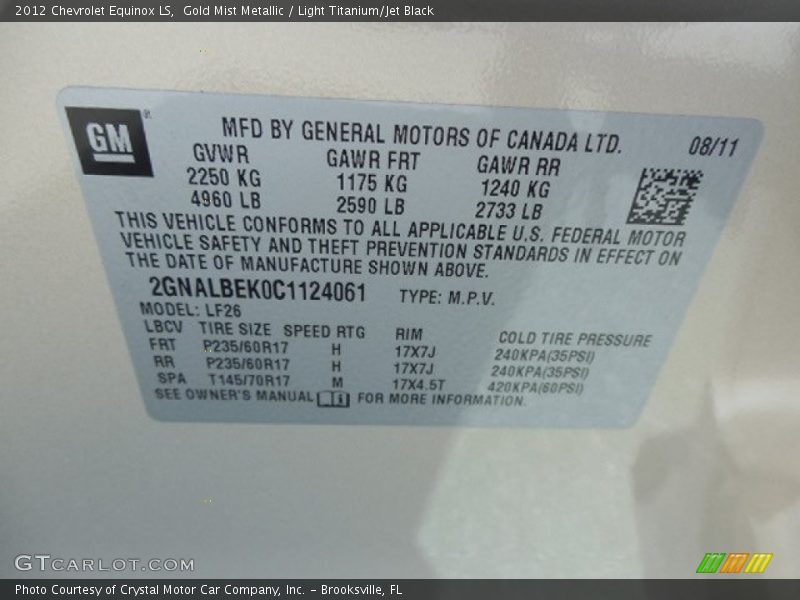 2012 Chevrolet Equinox LS,  Gold Mist Metallic / Light Titanium/Jet Black
GM
MFD BY GENERAL MOTORS OF CANADA LTD. 08/11
GVWR GAWR FRT GAWR RR
2250 KG 1175 KG 1240 KG
4960 LB 2590 LB 2733 LB
THIS VEHICLE CONFORMS TO ALL APPLICABLE U.S. FEDERAL MOTOR
VEHICLE SAFETY AND THEFT PREVENTION STANDARDS IN EFFECT ON
THE DATE OF MANUFACTURE SHOWN ABOVE.
2GNALBEK0C1124061 TYPE: M.P.V.
MODEL: LF26
LBCV TIRE SIZE SPEED RTG RIM COLD TIRE PRESSURE
FRT P235/60R17 H 17X7J 240KPA(35PSI)
RR P235/60R17 H 17X7J 240KPA(35PSI)
SPA T145/70R17 M 17X4.5T 420KPA(60PSI)
SEE OWNER'S MANUAL FOR MORE INFORMATION.
GTCARLOT.COM
Photo Courtesy of Crystal Motor Car Company, Inc. – Brooksville, FL